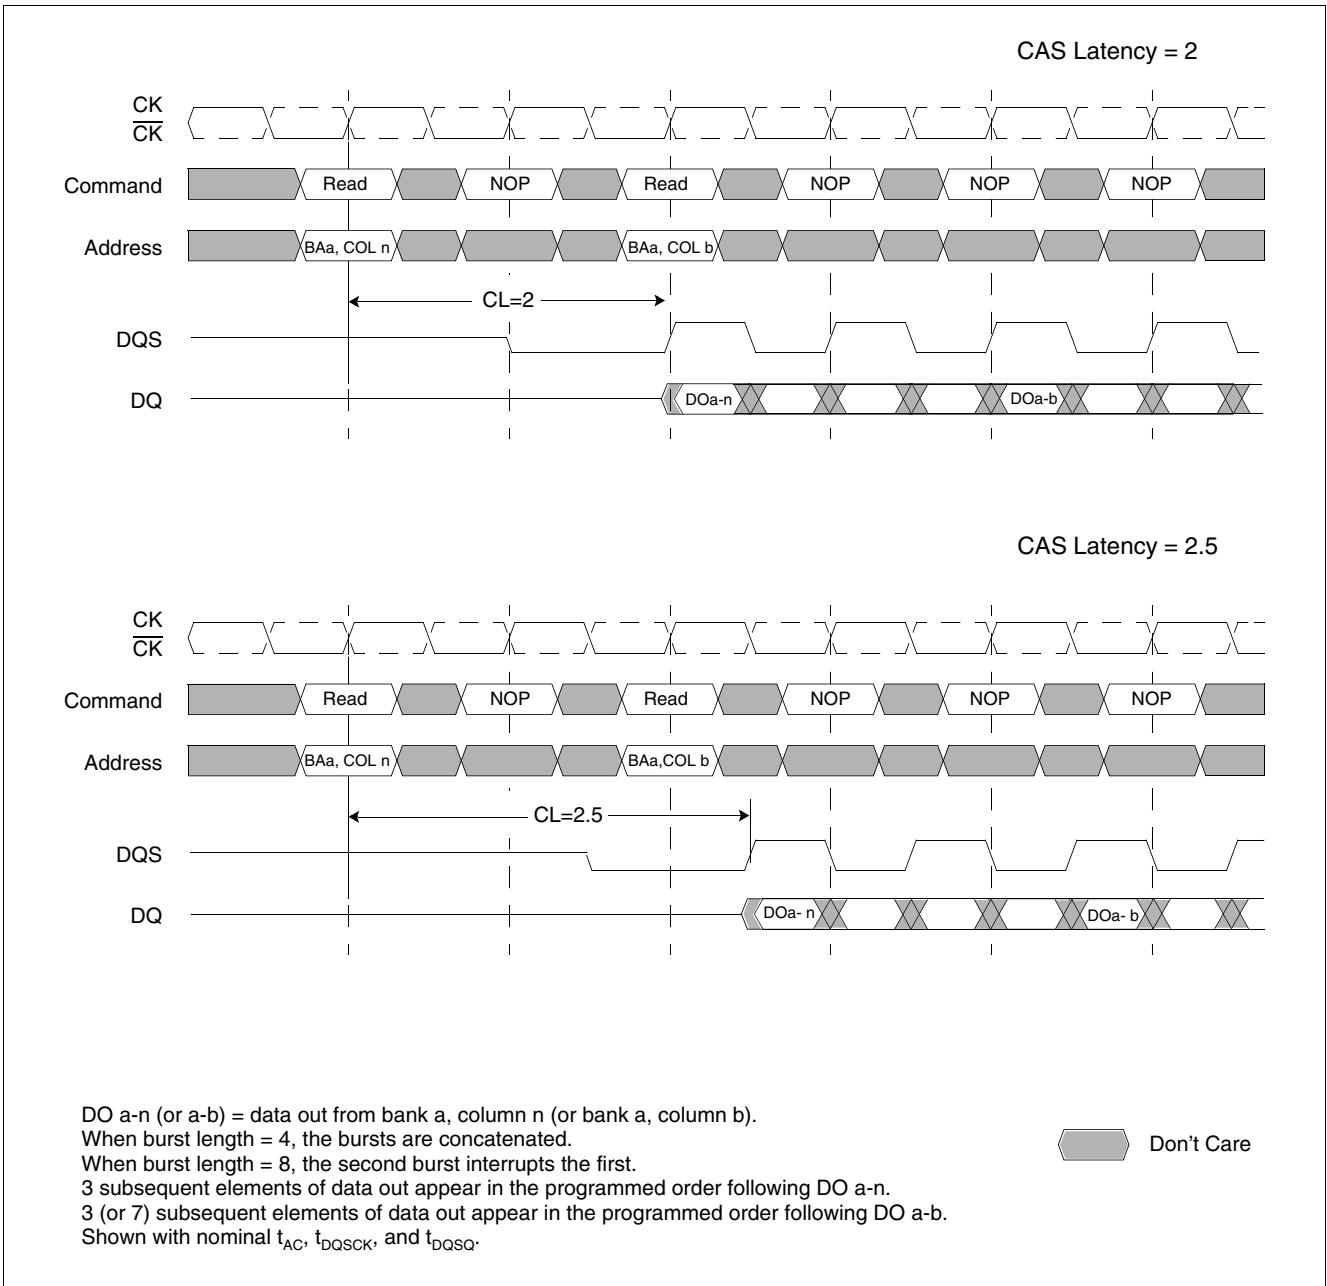 CAS Latency = 2
CK
CK
Command Read NOP Read NOP NOP NOP
Address BAa, COL n BAa, COL b
CL=2
DQS
DQ DOa-n DOa-b
CAS Latency = 2.5
CK
CK
Command Read NOP Read NOP NOP NOP
Address BAa, COL n BAa,COL b
CL=2.5
DQS
DQ DOa- n DOa- b
DO a-n (or a-b) = data out from bank a, column n (or bank a, column b).
When burst length = 4, the bursts are concatenated.
When burst length = 8, the second burst interrupts the first.
3 subsequent elements of data out appear in the programmed order following DO a-n.
3 (or 7) subsequent elements of data out appear in the programmed order following DO a-b.
Shown with nominal tAC, tDQSCK, and tDQSQ.
Don't Care